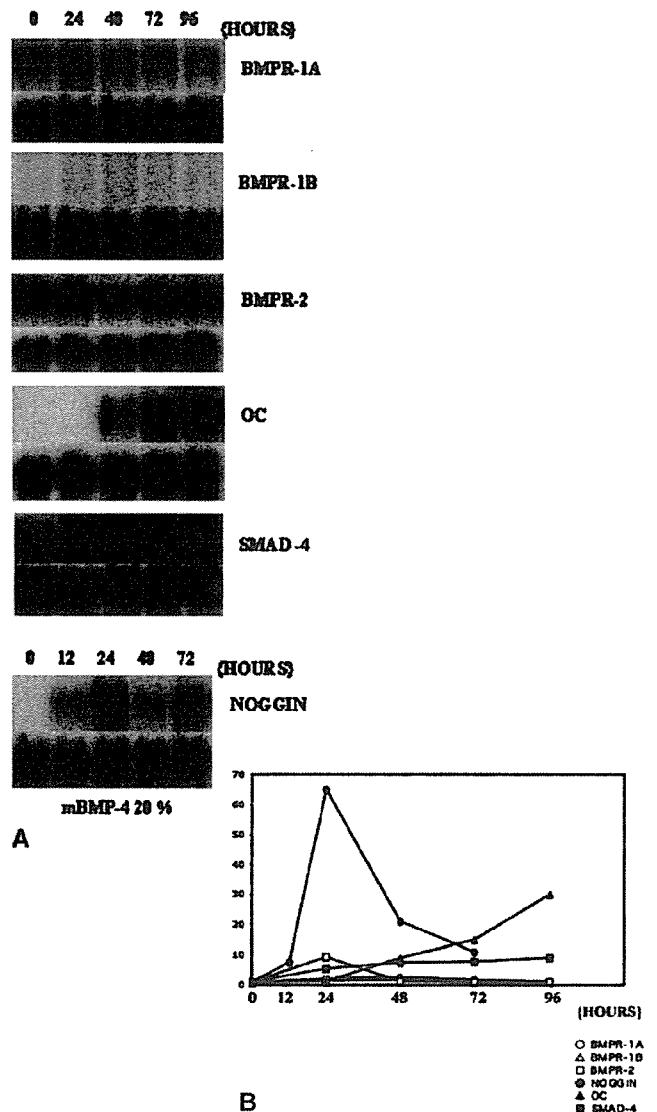 0 24 48 72 96 (HOURS)
BMPR-1A
BMPR-1B
BMPR-2
OC
SMAD-4
0 12 24 48 72 (HOURS)
NOGGIN
mBMP-4 20 %
A
70
60
50
40
30
20
10
0
0 12 24 48 72 96
(HOURS)
BMPR-1A
BMPR-1B
BMPR-2
NOGGIN
OC
SMAD-4
B